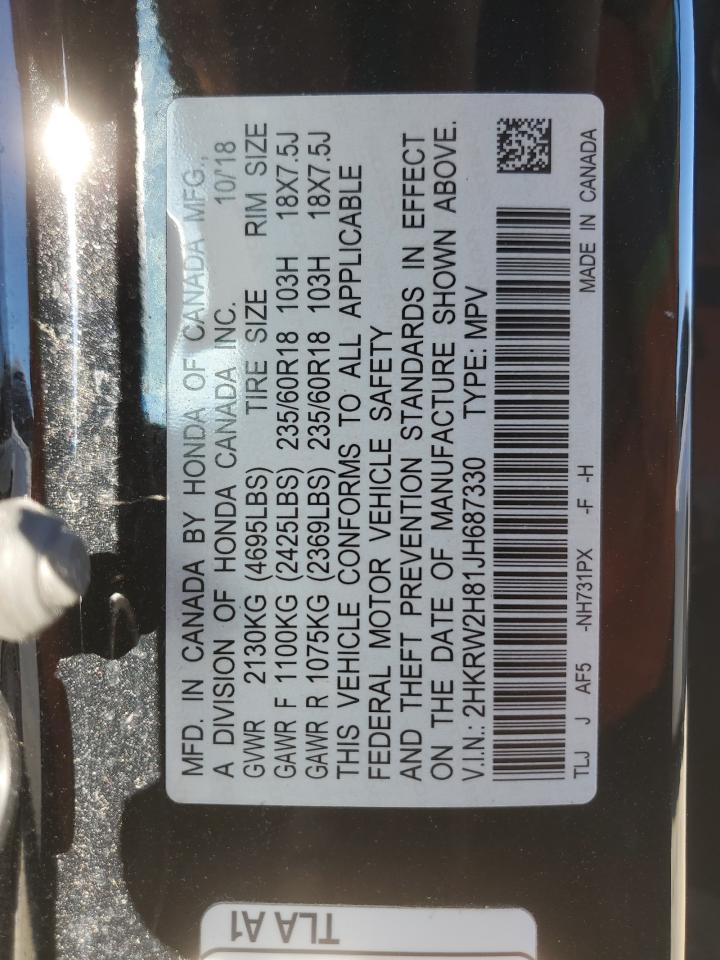 MFD. IN CANADA BY HONDA OF CANADA MFG.,
A DIVISION OF HONDA CANADA INC. 10/18
GVWR 2130KG (4695LBS) TIRE SIZE RIM SIZE
GAWR F 1100KG (2425LBS) 235/60R18 103H 18X7.5J
GAWR R 1075KG (2369LBS) 235/60R18 103H 18X7.5J
THIS VEHICLE CONFORMS TO ALL APPLICABLE
FEDERAL MOTOR VEHICLE SAFETY
AND THEFT PREVENTION STANDARDS IN EFFECT
ON THE DATE OF MANUFACTURE SHOWN ABOVE.
V.I.N.: 2HKRW2H81JH687330 TYPE: MPV
TLJ J AF5 -NH731PX -F -H MADE IN CANADA
TLA A1